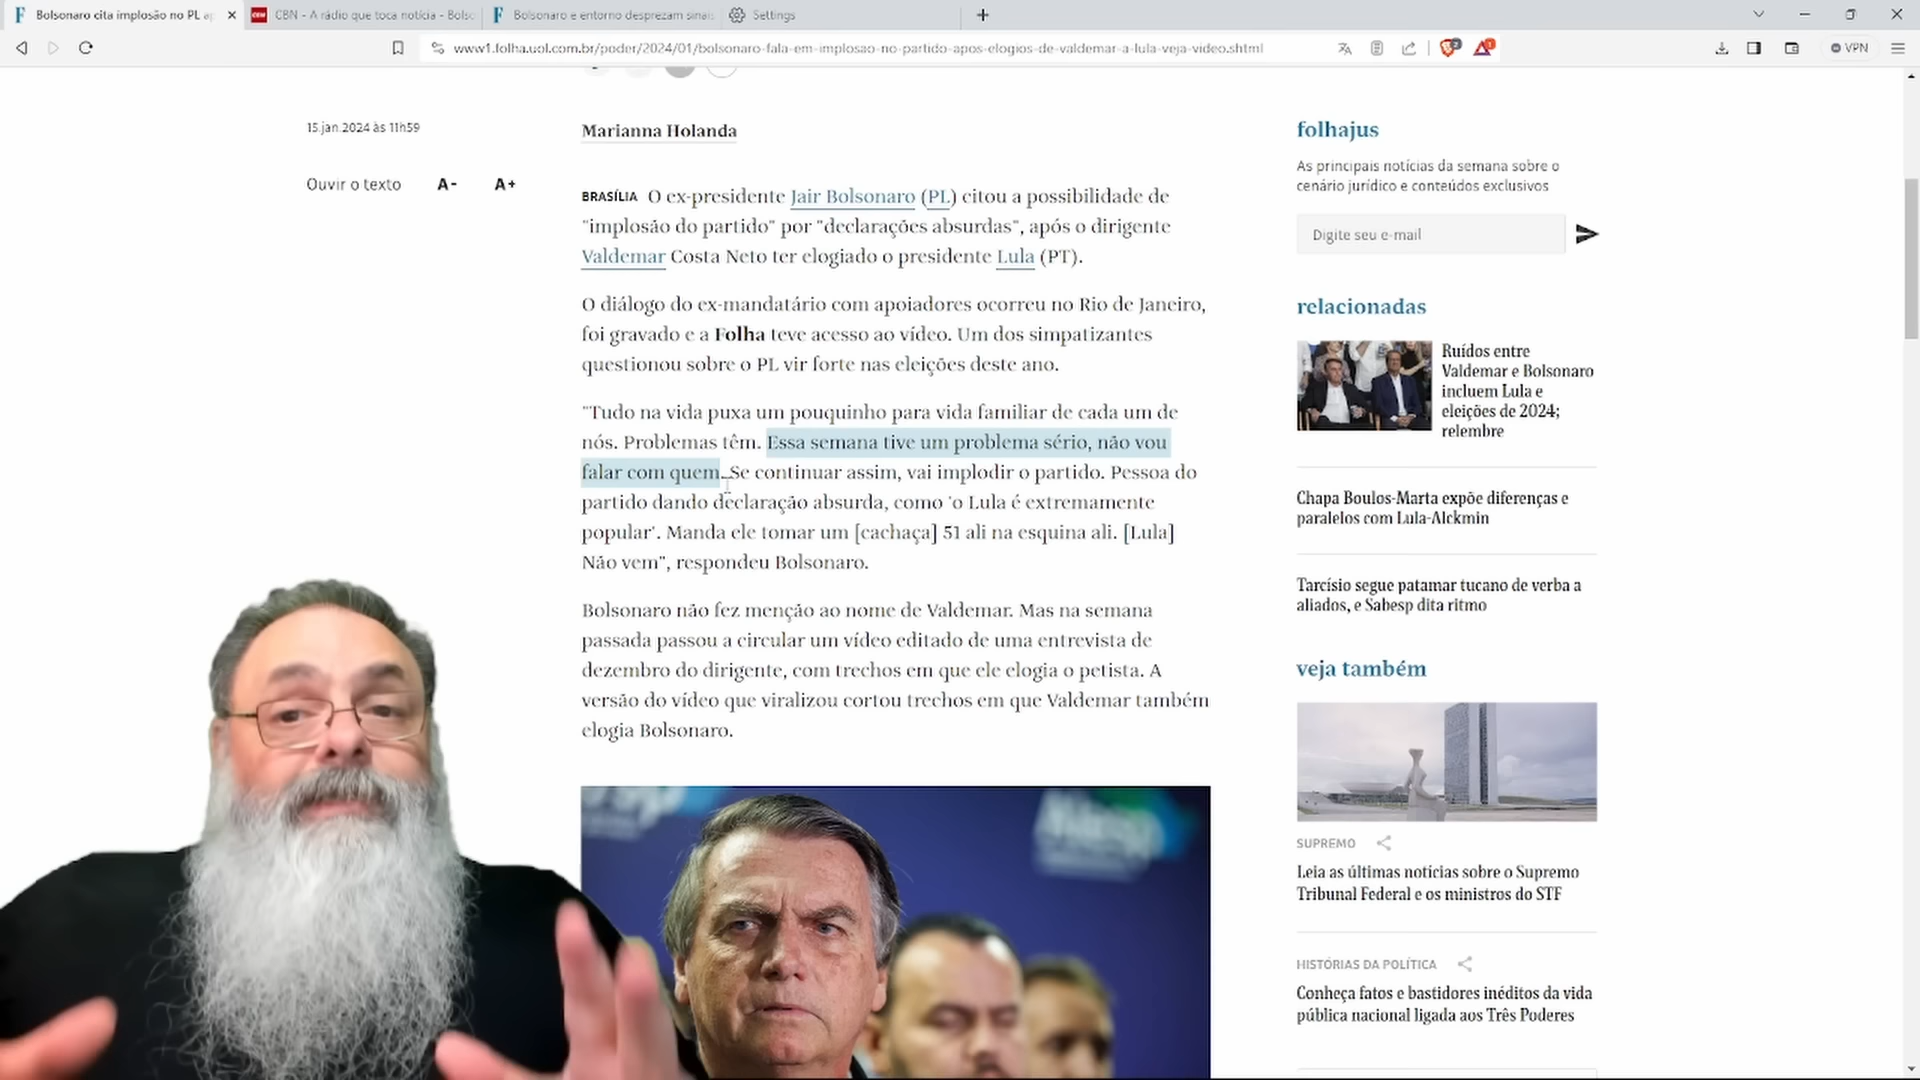 Bolsonaro cita implosão no PL ap
CBN - A rádio que toca notícia - Bolso
Bolsonaro e entorno desprezam sinais
Settings
www1.folha.uol.com.br/poder/2024/01/bolsonaro-fala-em-implosao-no-partido-apos-elogios-de-valdemar-a-lula-veja-video.shtml
VPN
15.jan.2024 às 11h59
Ouvir o texto A- A+
Marianna Holanda
BRASÍLIA O ex-presidente Jair Bolsonaro (PL) citou a possibilidade de
"implosão do partido" por "declarações absurdas", após o dirigente
Valdemar Costa Neto ter elogiado o presidente Lula (PT).
O diálogo do ex-mandatário com apoiadores ocorreu no Rio de Janeiro,
foi gravado e a Folha teve acesso ao vídeo. Um dos simpatizantes
questionou sobre o PL vir forte nas eleições deste ano.
"Tudo na vida puxa um pouquinho para vida familiar de cada um de
nós. Problemas têm. Essa semana tive um problema sério, não vou
falar com quem. Se continuar assim, vai implodir o partido. Pessoa do
partido dando declaração absurda, como 'o Lula é extremamente
popular'. Manda ele tomar um [cachaça] 51 ali na esquina ali. [Lula]
Não vem", respondeu Bolsonaro.
Bolsonaro não fez menção ao nome de Valdemar. Mas na semana
passada passou a circular um vídeo editado de uma entrevista de
dezembro do dirigente, com trechos em que ele elogia o petista. A
versão do vídeo que viralizou cortou trechos em que Valdemar também
elogia Bolsonaro.
folhajus
As principais notícias da semana sobre o
cenário jurídico e conteúdos exclusivos
Digite seu e-mail
relacionadas
Ruídos entre
Valdemar e Bolsonaro
incluem Lula e
eleições de 2024;
relembre
Chapa Boulos-Marta expõe diferenças e
paralelos com Lula-Alckmin
Tarcísio segue patamar tucano de verba a
aliados, e Sabesp dita ritmo
veja também
SUPREMO
Leia as últimas notícias sobre o Supremo
Tribunal Federal e os ministros do STF
HISTÓRIAS DA POLÍTICA
Conheça fatos e bastidores inéditos da vida
pública nacional ligada aos Três Poderes